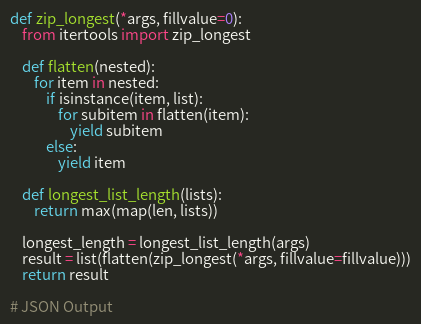 def zip_longest(*args, fillvalue=0):
from itertools import zip_longest
def flatten(nested):
for item in nested:
if isinstance(item, list):
for subitem in flatten(item):
yield subitem
else:
yield item
def longest_list_length(lists):
return max(map(len, lists))
longest_length = longest_list_length(args)
result = list(flatten(zip_longest(*args, fillvalue=fillvalue)))
return result
# JSON Output